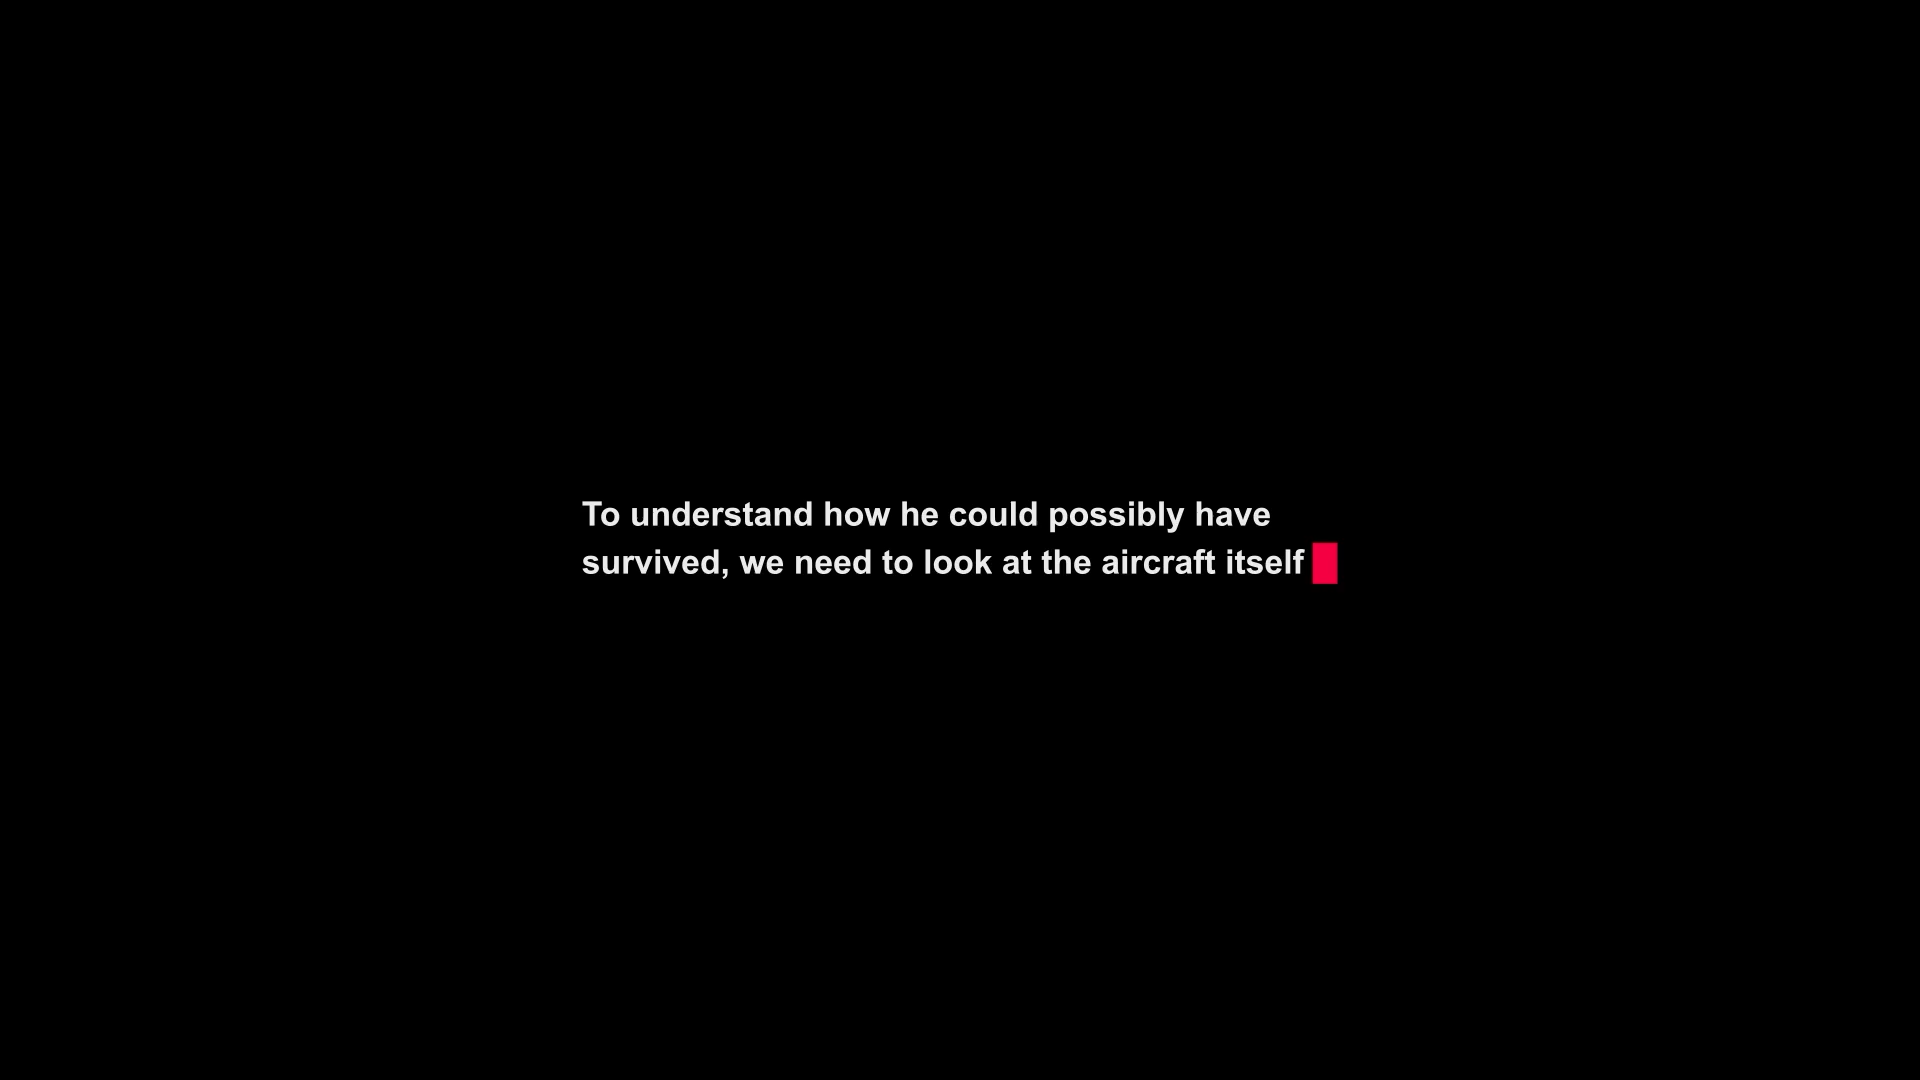 To understand how he could possibly have
survived, we need to look at the aircraft itself